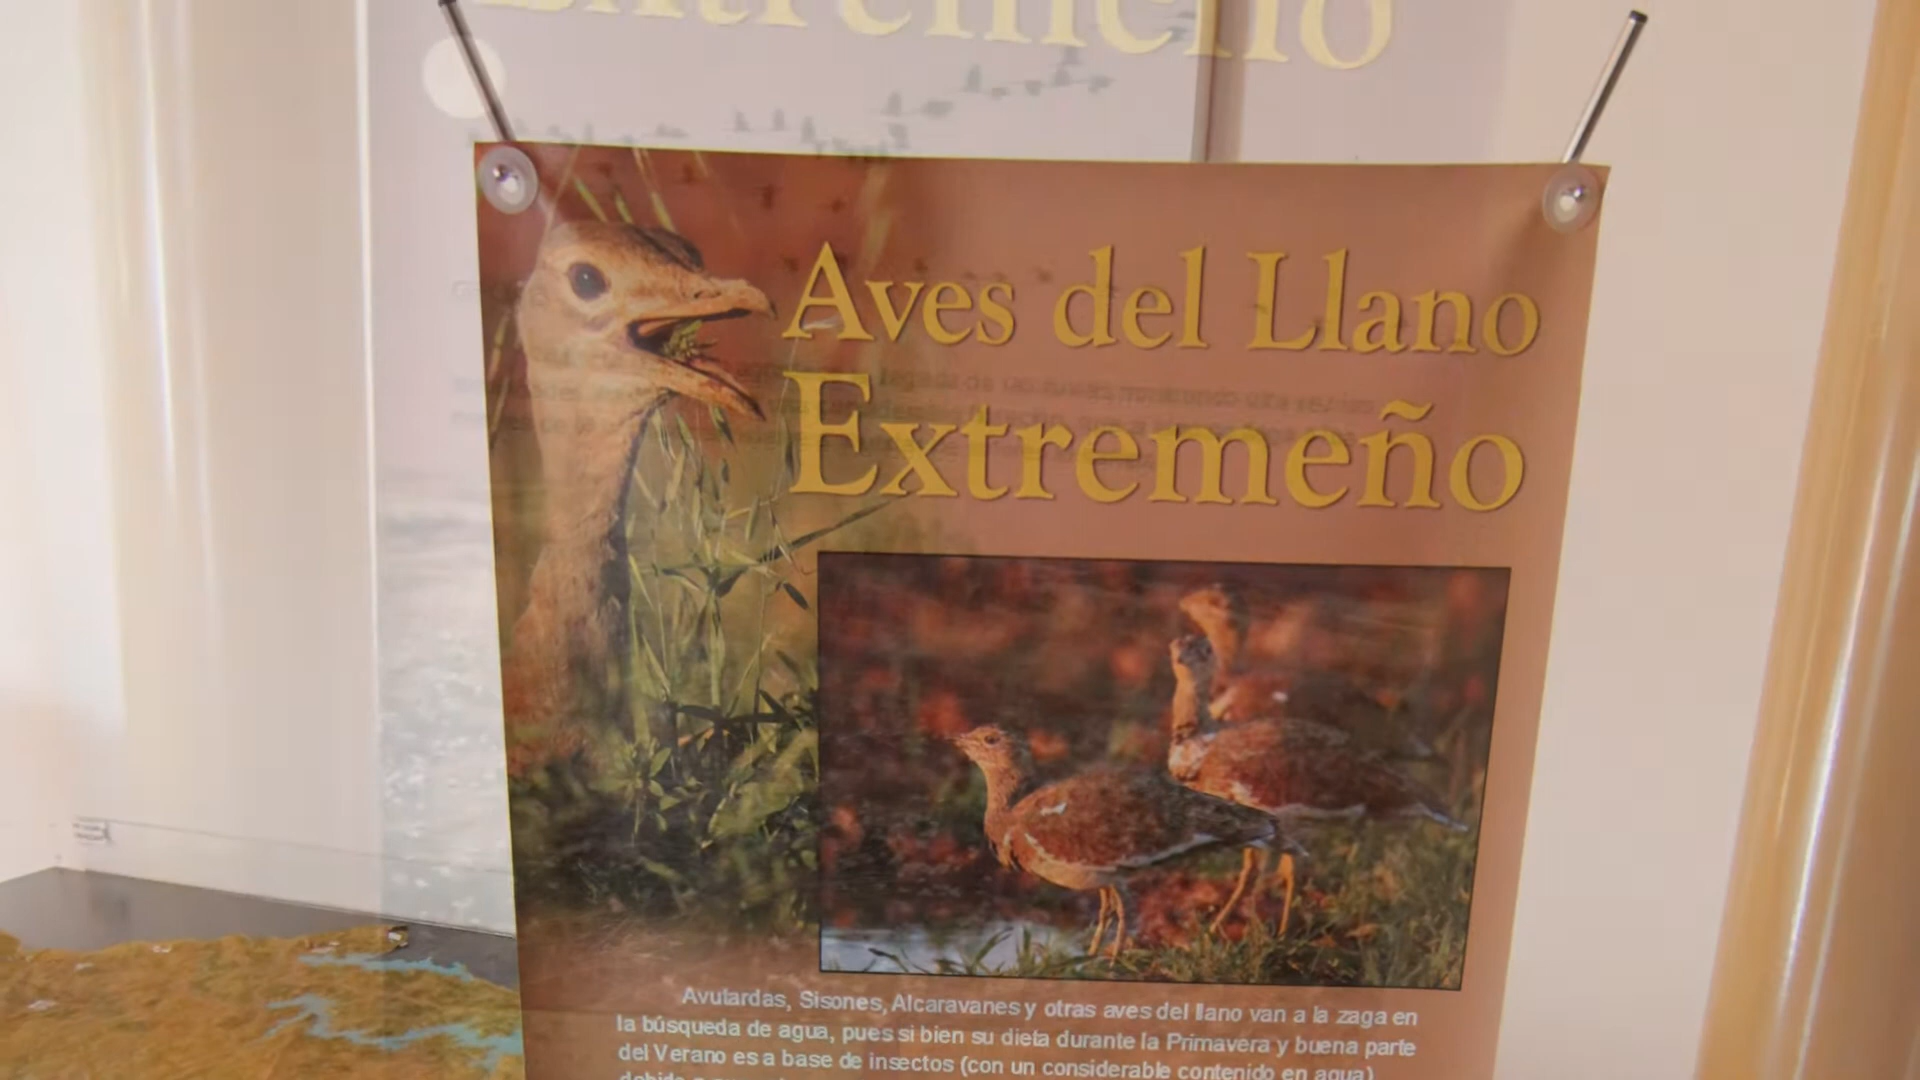 Extremeño
Aves del Llano
Extremeño
Avutardas, Sisones, Alcaravanes y otras aves del llano van a la zaga en
la búsqueda de agua, pues si bien su dieta durante la Primavera y buena parte
del Verano es a base de insectos (con un considerable contenido en agua)